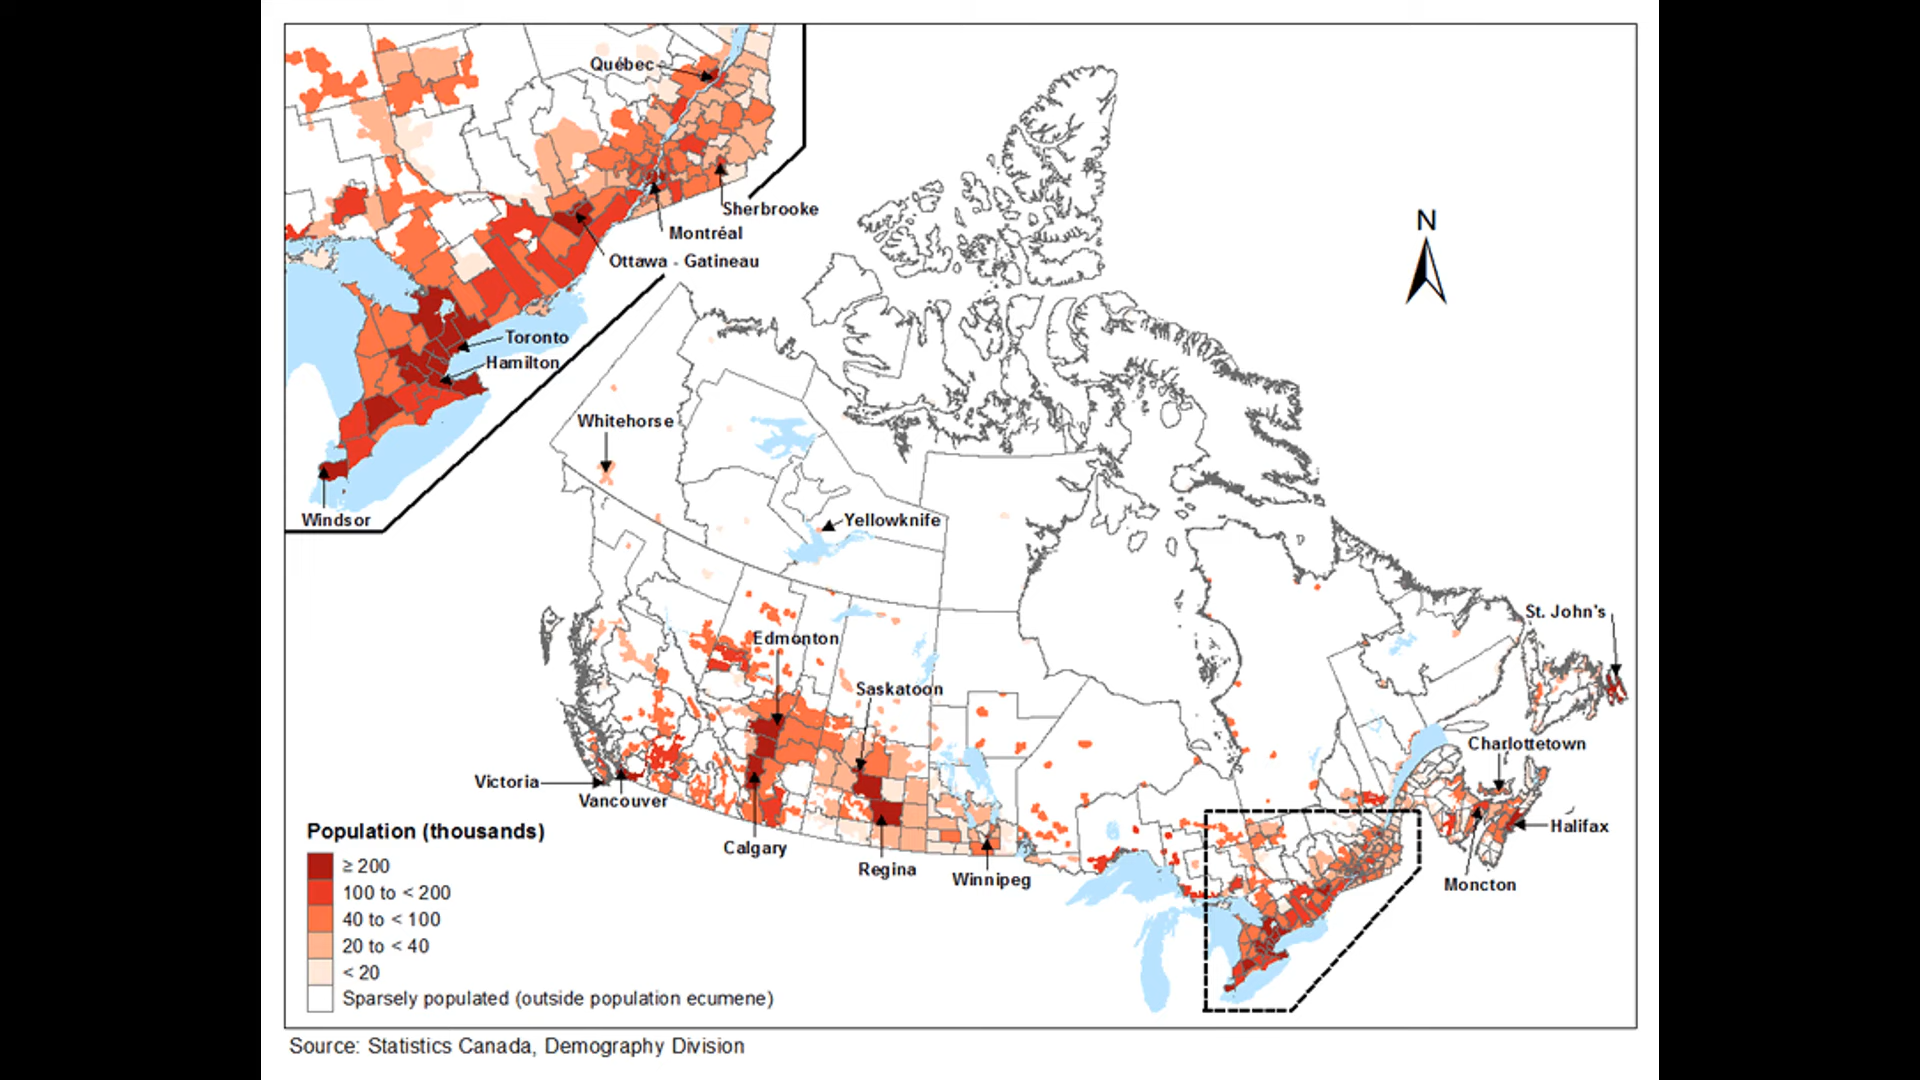 Québec
Sherbrooke
Montréal
Ottawa - Gatineau
Toronto
Hamilton
Windsor
N
Whitehorse
Yellowknife
St. John's
Edmonton
Saskatoon
Charlottetown
Victoria
Vancouver
Halifax
Calgary
Regina
Winnipeg
Moncton
Population (thousands)
≥ 200
100 to < 200
40 to < 100
20 to < 40
< 20
Sparsely populated (outside population ecumene)
Source: Statistics Canada, Demography Division